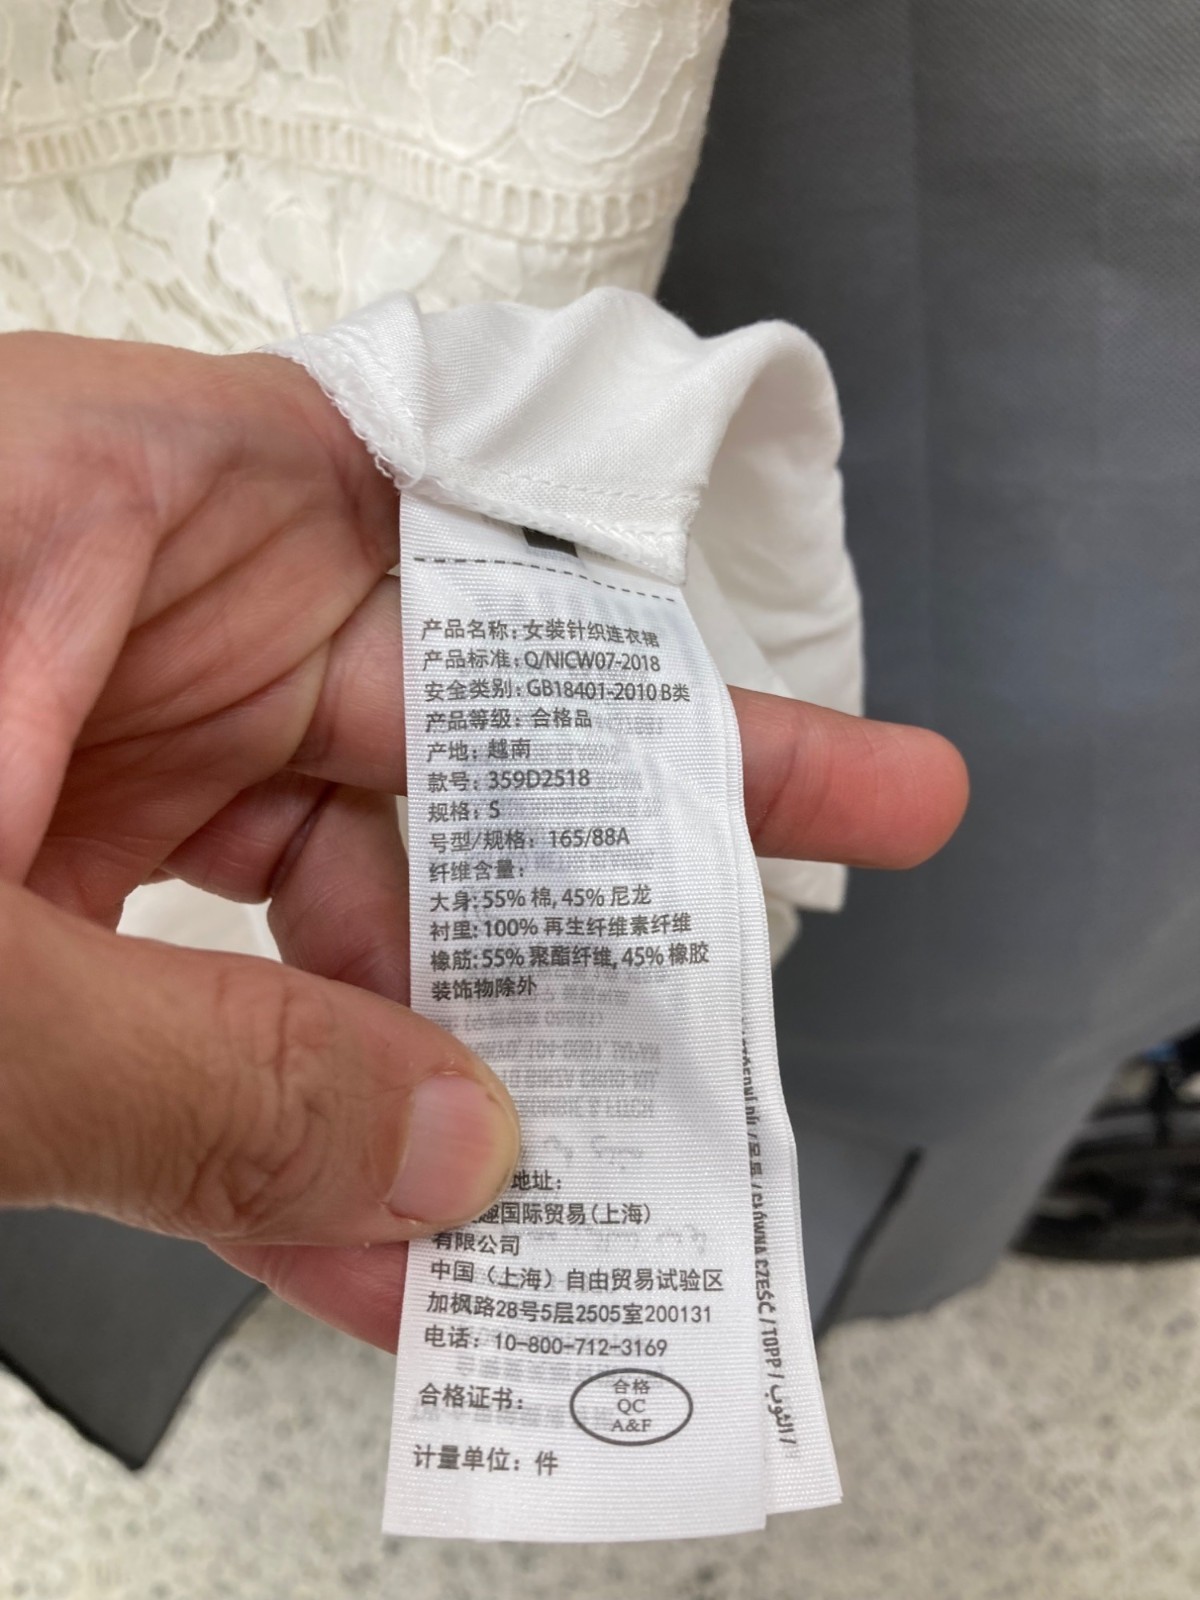 产品名称: 女装针织连衣裙
产品标准: Q/NICW07-2018
安全类别: GB18401-2010 B类
产品等级: 合格品
产地: 越南
款号: 359D2518
规格: S
号型/规格: 165/88A
纤维含量:
大身: 55% 棉, 45% 尼龙
衬里: 100% 再生纤维素纤维
橡筋: 55% 聚酯纤维, 45% 橡胶
装饰物除外
地址:
趣国际贸易(上海)
有限公司
中国（上海）自由贸易试验区
加枫路28号5层2505室200131
电话: 10-800-712-3169
合格证书:
合格
QC
A&F
计量单位: 件
GŁÓWNA CZĘŚĆ / TOPP / الثوب /